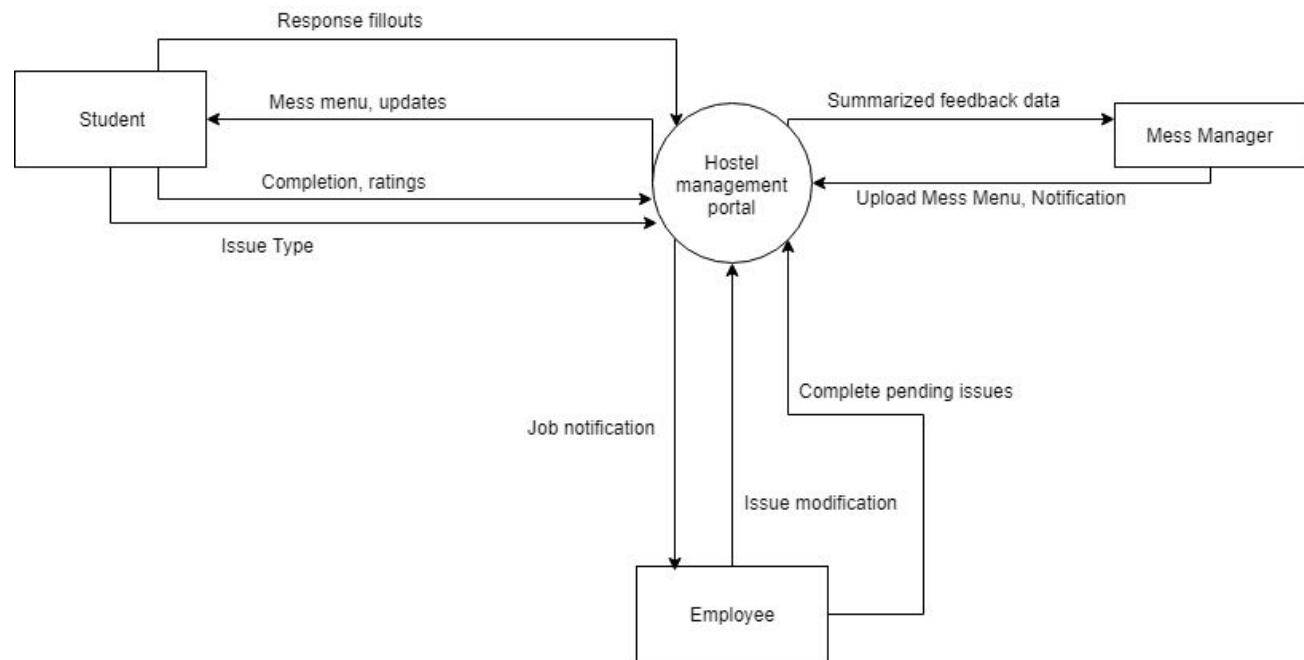 Response fillouts
Student
Mess menu, updates
Completion, ratings
Issue Type
Hostel
management
portal
Summarized feedback data
Mess Manager
Upload Mess Menu, Notification
Complete pending issues
Job notification
Issue modification
Employee